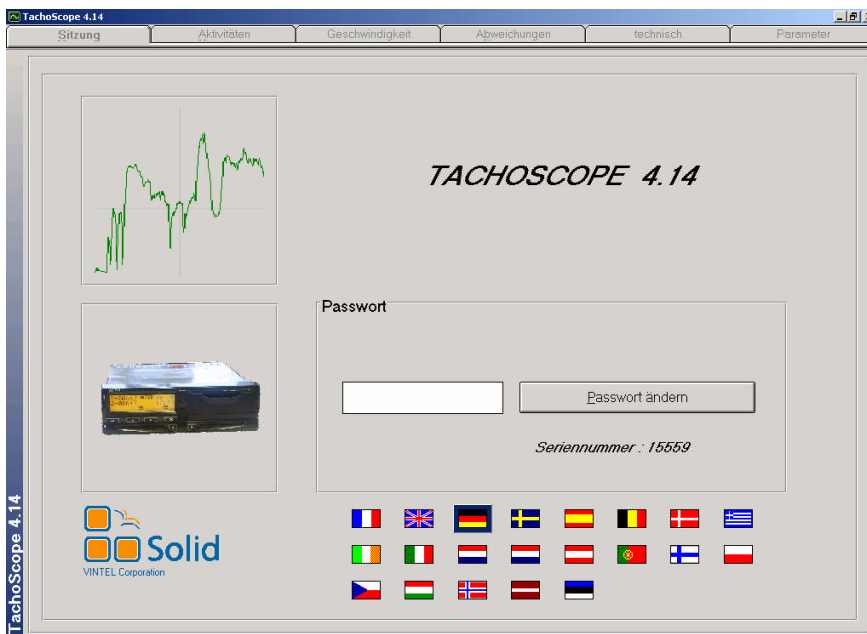 TachoScope 4.14
Sitzung
Aktivitäten
Geschwindigkeit
Abweichungen
technisch
Parameter
TACHOSCOPE 4.14
Passwort
Passwort ändern
Seriennummer : 15559
Solid
VINTEL Corporation
TachoScope 4.14